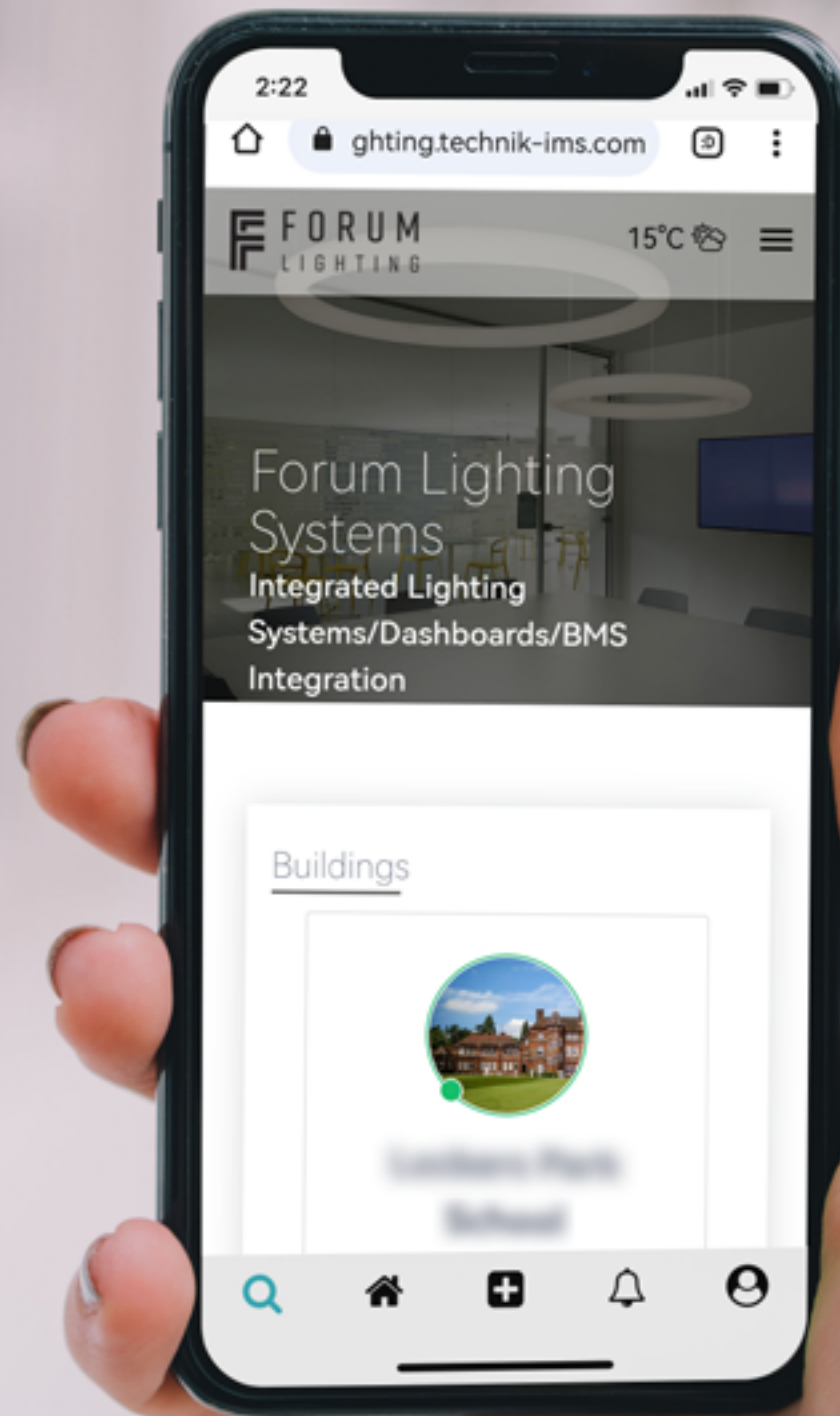 2:22
ghting.technik-ims.com
FORUM
LIGHTING
15°C
Forum Lighting
Systems
Integrated Lighting
Systems/Dashboards/BMS
Integration
Buildings